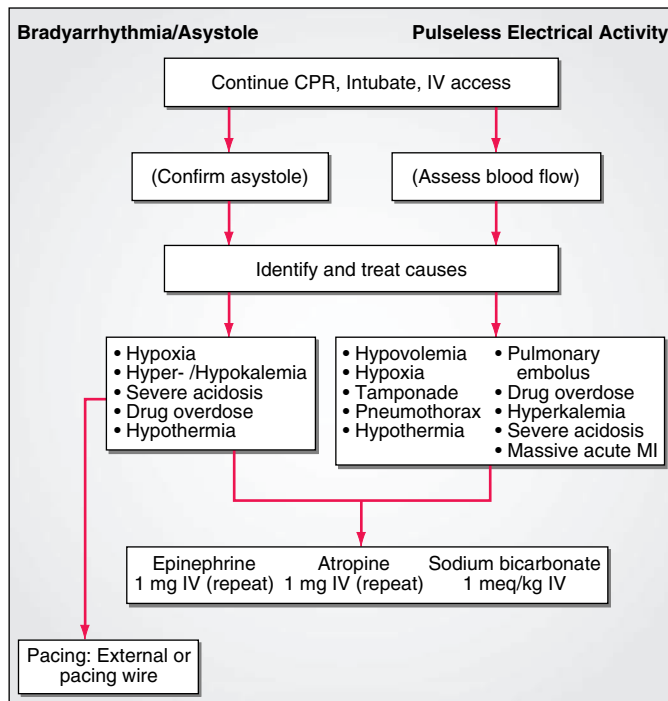 Bradyarrhythmia/Asystole
Pulseless Electrical Activity
Continue CPR, Intubate, IV access
(Confirm asystole)
(Assess blood flow)
Identify and treat causes
• Hypoxia
• Hyper- /Hypokalemia
• Severe acidosis
• Drug overdose
• Hypothermia
• Hypovolemia
• Hypoxia
• Tamponade
• Pneumothorax
• Hypothermia
• Pulmonary
embolus
• Drug overdose
• Hyperkalemia
• Severe acidosis
• Massive acute MI
Epinephrine
1 mg IV (repeat)
Atropine
1 mg IV (repeat)
Sodium bicarbonate
1 meq/kg IV
Pacing: External or
pacing wire